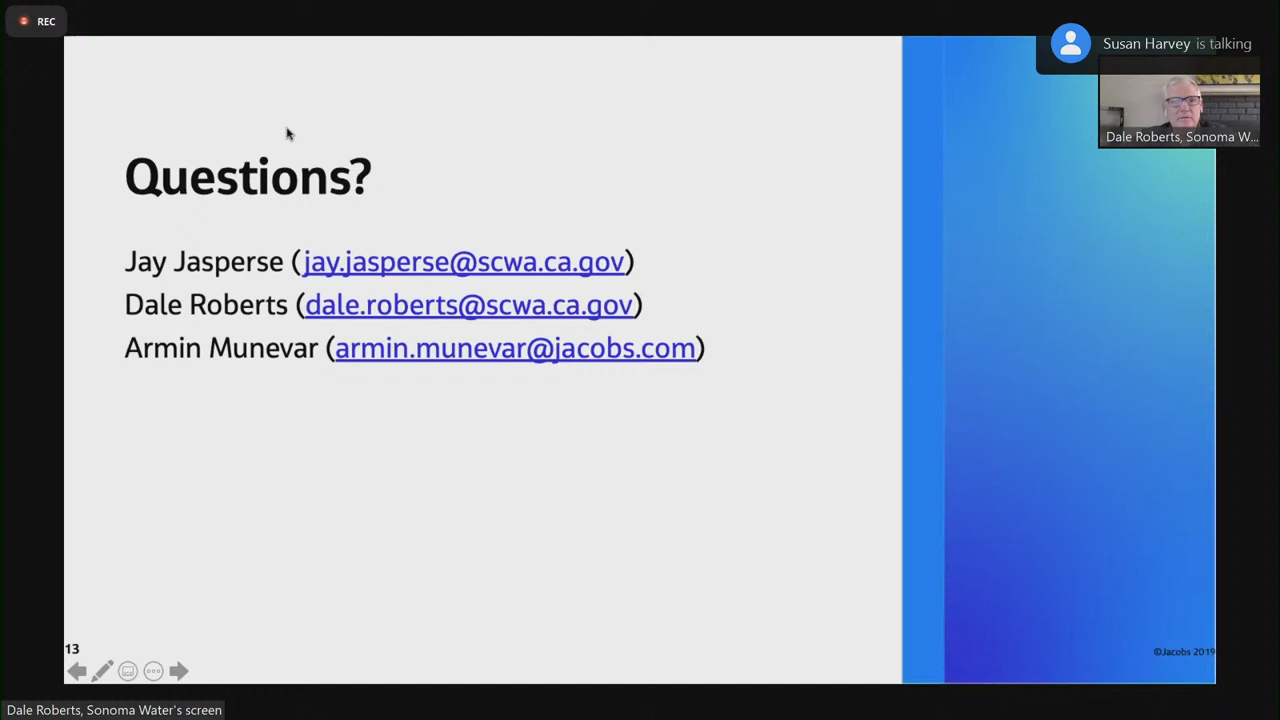 REC
Susan Harvey is talking
Dale Roberts, Sonoma W...
Questions?
Jay Jasperse (jay.jasperse@scwa.ca.gov)
Dale Roberts (dale.roberts@scwa.ca.gov)
Armin Munevar (armin.munevar@jacobs.com)
13
©Jacobs 2019
Dale Roberts, Sonoma Water's screen